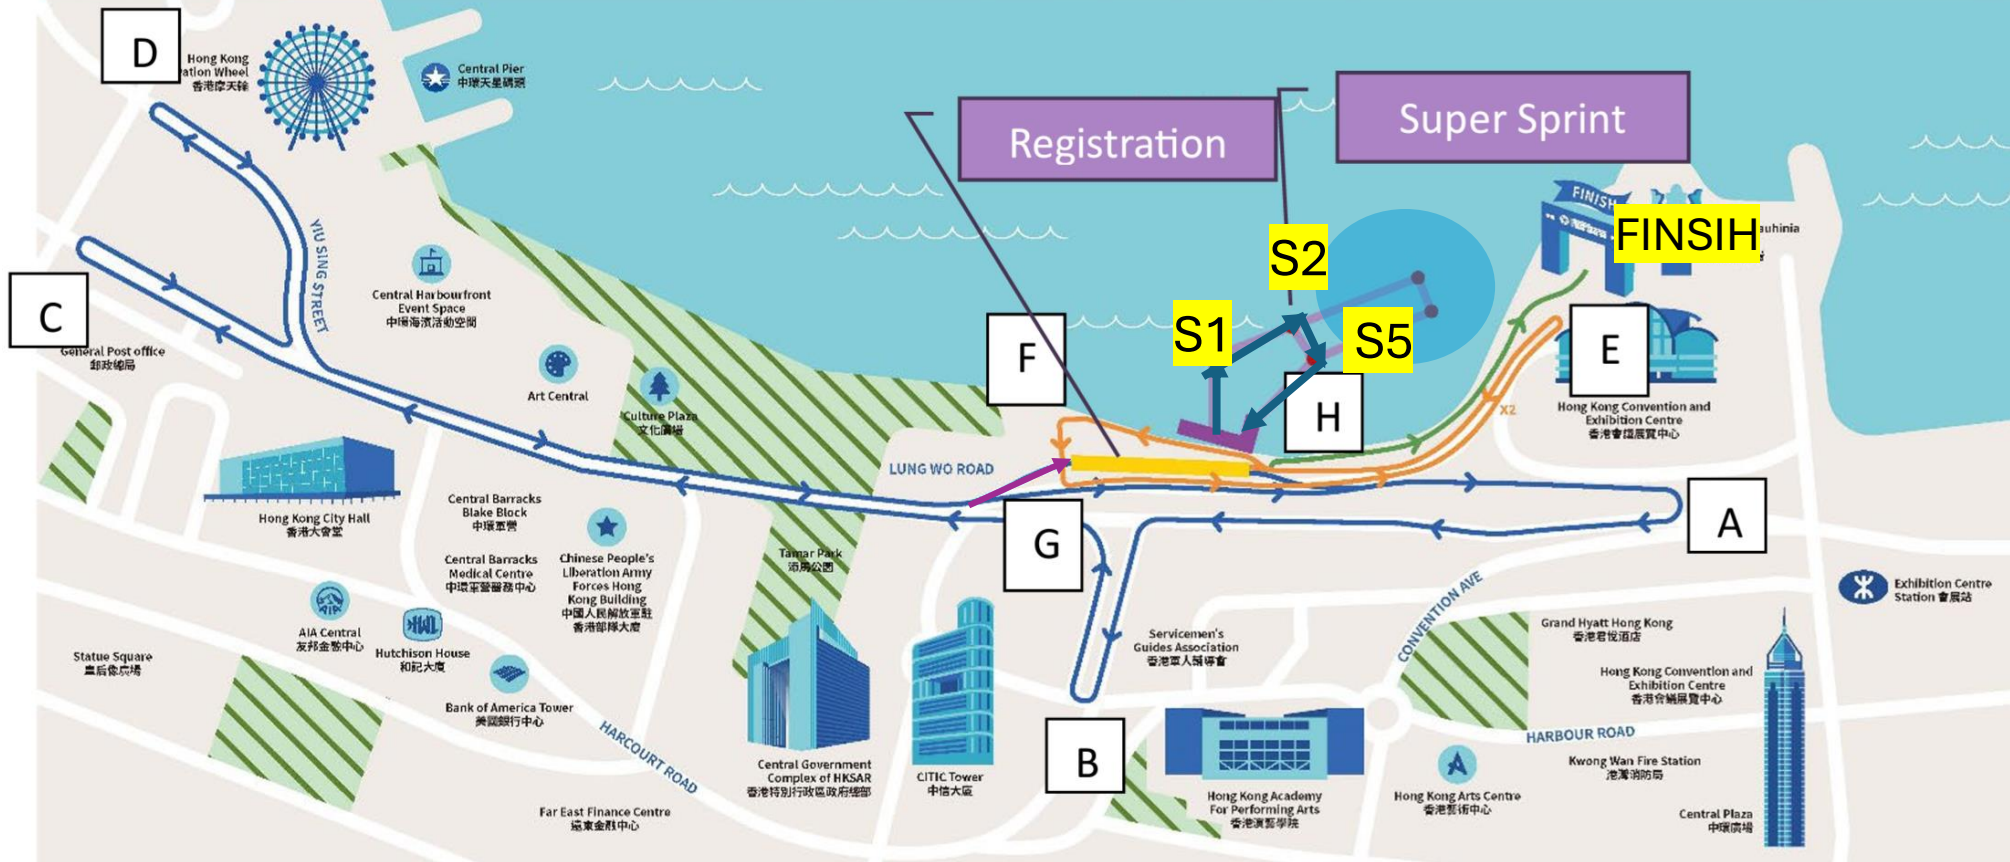 D
Hong Kong
ation Wheel
香港摩天輪
Central Pier
中環天星碼頭
Registration
Super Sprint
FINISH
FINSIH
auhinia
S2
S1
S5
C
YIU SING STREET
Central Harbourfront
Event Space
中環海濱活動空間
General Post office
郵政總局
Art Central
Culture Plaza
文化廣場
F
H
E
X2
Hong Kong Convention and
Exhibition Centre
香港會議展覽中心
LUNG WO ROAD
G
A
Hong Kong City Hall
香港大會堂
Central Barracks
Blake Block
中環軍營
Central Barracks
Medical Centre
中環軍營醫務中心
Chinese People's
Liberation Army
Forces Hong
Kong Building
中國人民解放軍駐
香港部隊大廈
Tamar Park
添馬公園
Exhibition Centre
Station 會展站
CONVENTION AVE
AIA Central
友邦金融中心
Hutchison House
和記大廈
Statue Square
皇后像廣場
Bank of America Tower
美國銀行中心
HARCOURT ROAD
Servicemen's
Guides Association
香港軍人輔導會
Grand Hyatt Hong Kong
香港君悅酒店
Hong Kong Convention and
Exhibition Centre
香港會議展覽中心
HARBOUR ROAD
B
Central Government
Complex of HKSAR
香港特別行政區政府總部
CITIC Tower
中信大廈
Far East Finance Centre
遠東金融中心
Hong Kong Academy
For Performing Arts
香港演藝學院
Hong Kong Arts Centre
香港藝術中心
Kwong Wan Fire Station
港灣消防局
Central Plaza
中環廣場